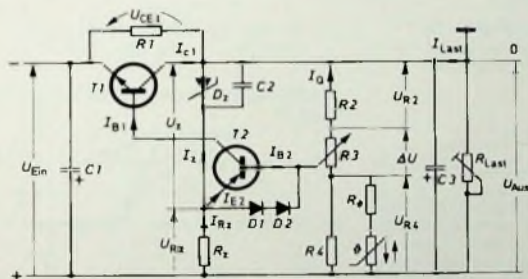 U_CE1
R1
I_c1
I_Last
–
0
T1
D_z
C2
I_Q
R2
U_R2
U_z
T2
I_B1
I_B2
R3
ΔU
R_Last
U_Ein
C1
+
I_z
C3
+
U_Aus
I_E2
R_ϕ
D1
D2
U_Rz
I_Rz
R_z
R4
ϕ
U_R4
+